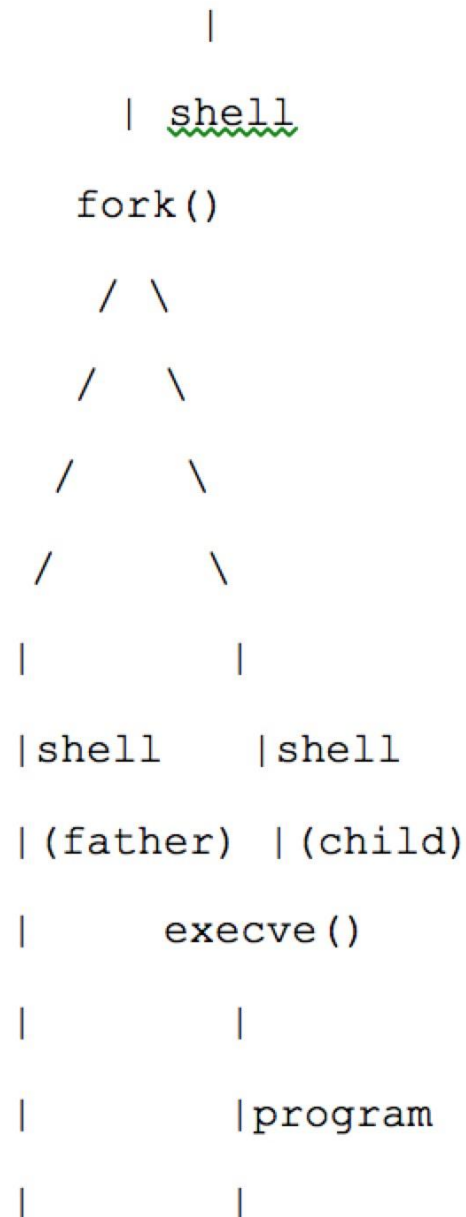 |
| shell
fork()
/ \
/ \
/ \
/ \
| |
|shell |shell
|(father) |(child)
| execve()
| |
| |program
| |